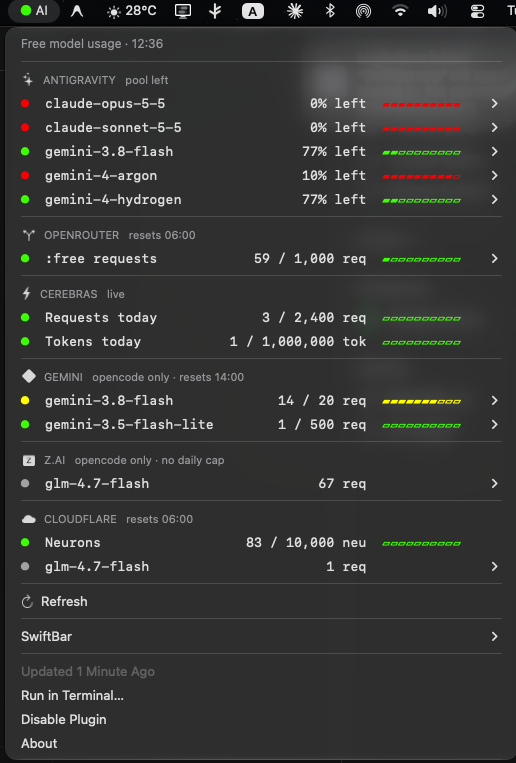 AI 28°C A
Free model usage · 12:36
ANTIGRAVITY pool left
claude-opus-5-5 0% left
claude-sonnet-5-5 0% left
gemini-3.8-flash 77% left
gemini-4-argon 10% left
gemini-4-hydrogen 77% left
OPENROUTER resets 06:00
:free requests 59 / 1,000 req
CEREBRAS live
Requests today 3 / 2,400 req
Tokens today 1 / 1,000,000 tok
GEMINI opencode only · resets 14:00
gemini-3.8-flash 14 / 20 req
gemini-3.5-flash-lite 1 / 500 req
Z Z.AI opencode only · no daily cap
glm-4.7-flash 67 req
CLOUDFLARE resets 06:00
Neurons 83 / 10,000 neu
glm-4.7-flash 1 req
Refresh
SwiftBar
Updated 1 Minute Ago
Run in Terminal...
Disable Plugin
About